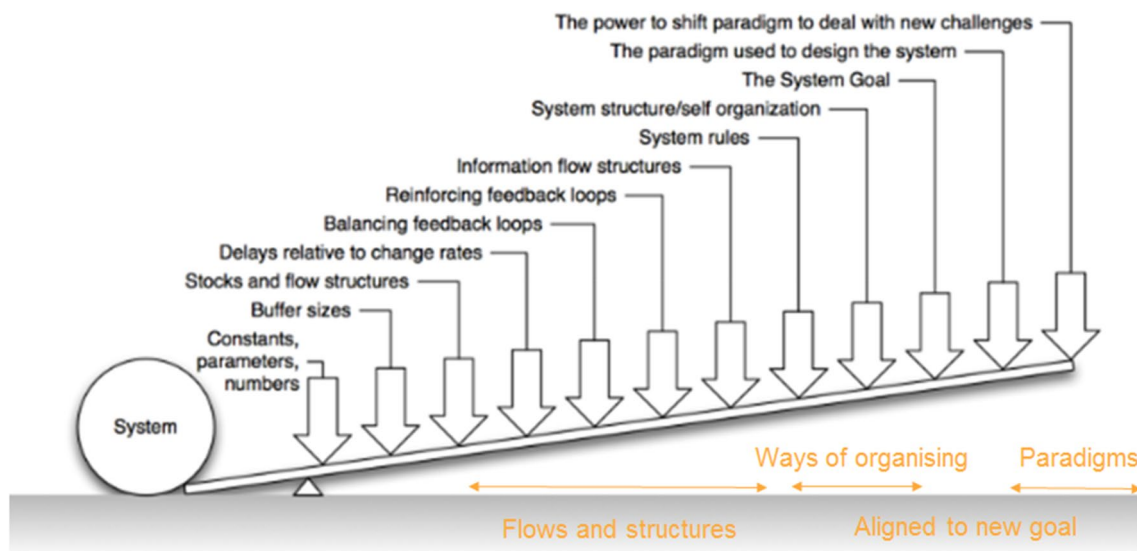 The power to shift paradigm to deal with new challenges
The paradigm used to design the system
The System Goal
System structure/self organization
System rules
Information flow structures
Reinforcing feedback loops
Balancing feedback loops
Delays relative to change rates
Stocks and flow structures
Buffer sizes
Constants,
parameters,
numbers
System
Ways of organising
Paradigms
Flows and structures
Aligned to new goal